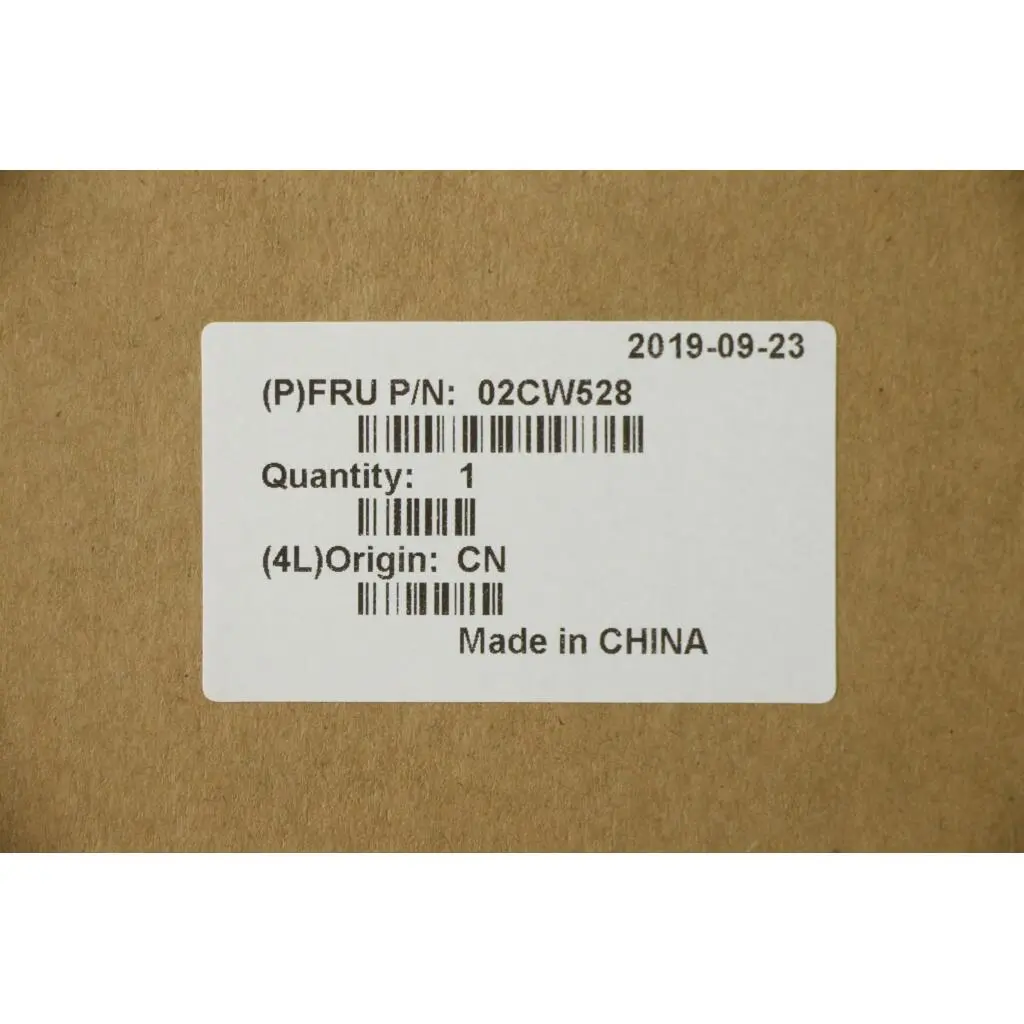 2019-09-23
(P)FRU P/N: 02CW528
Quantity: 1
(4L)Origin: CN
Made in CHINA